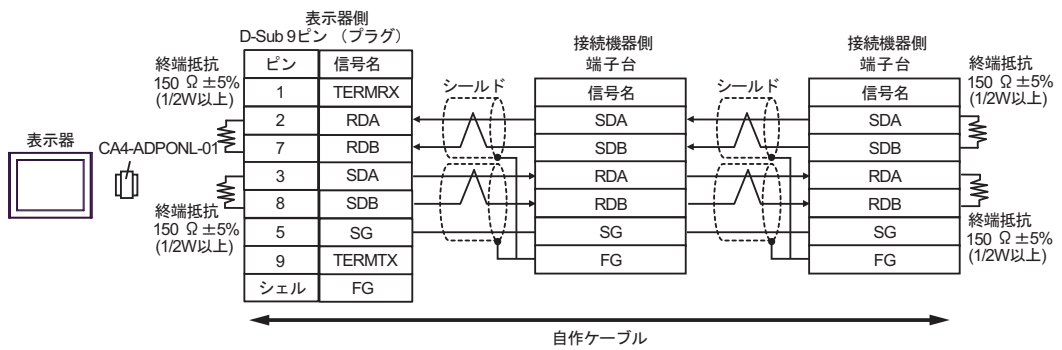 表示器側
D-Sub 9ピン （プラグ）
終端抵抗
150 Ω ±5%
(1/2W以上)
ピン 信号名
1 TERMRX
2 RDA
7 RDB
3 SDA
8 SDB
5 SG
9 TERMTX
シェル FG
表示器
CA4-ADPONL-01
終端抵抗
150 Ω ±5%
(1/2W以上)
シールド
接続機器側
端子台
信号名
SDA
SDB
RDA
RDB
SG
FG
シールド
接続機器側
端子台
信号名
SDA
SDB
RDA
RDB
SG
FG
終端抵抗
150 Ω ±5%
(1/2W以上)
終端抵抗
150 Ω ±5%
(1/2W以上)
自作ケーブル